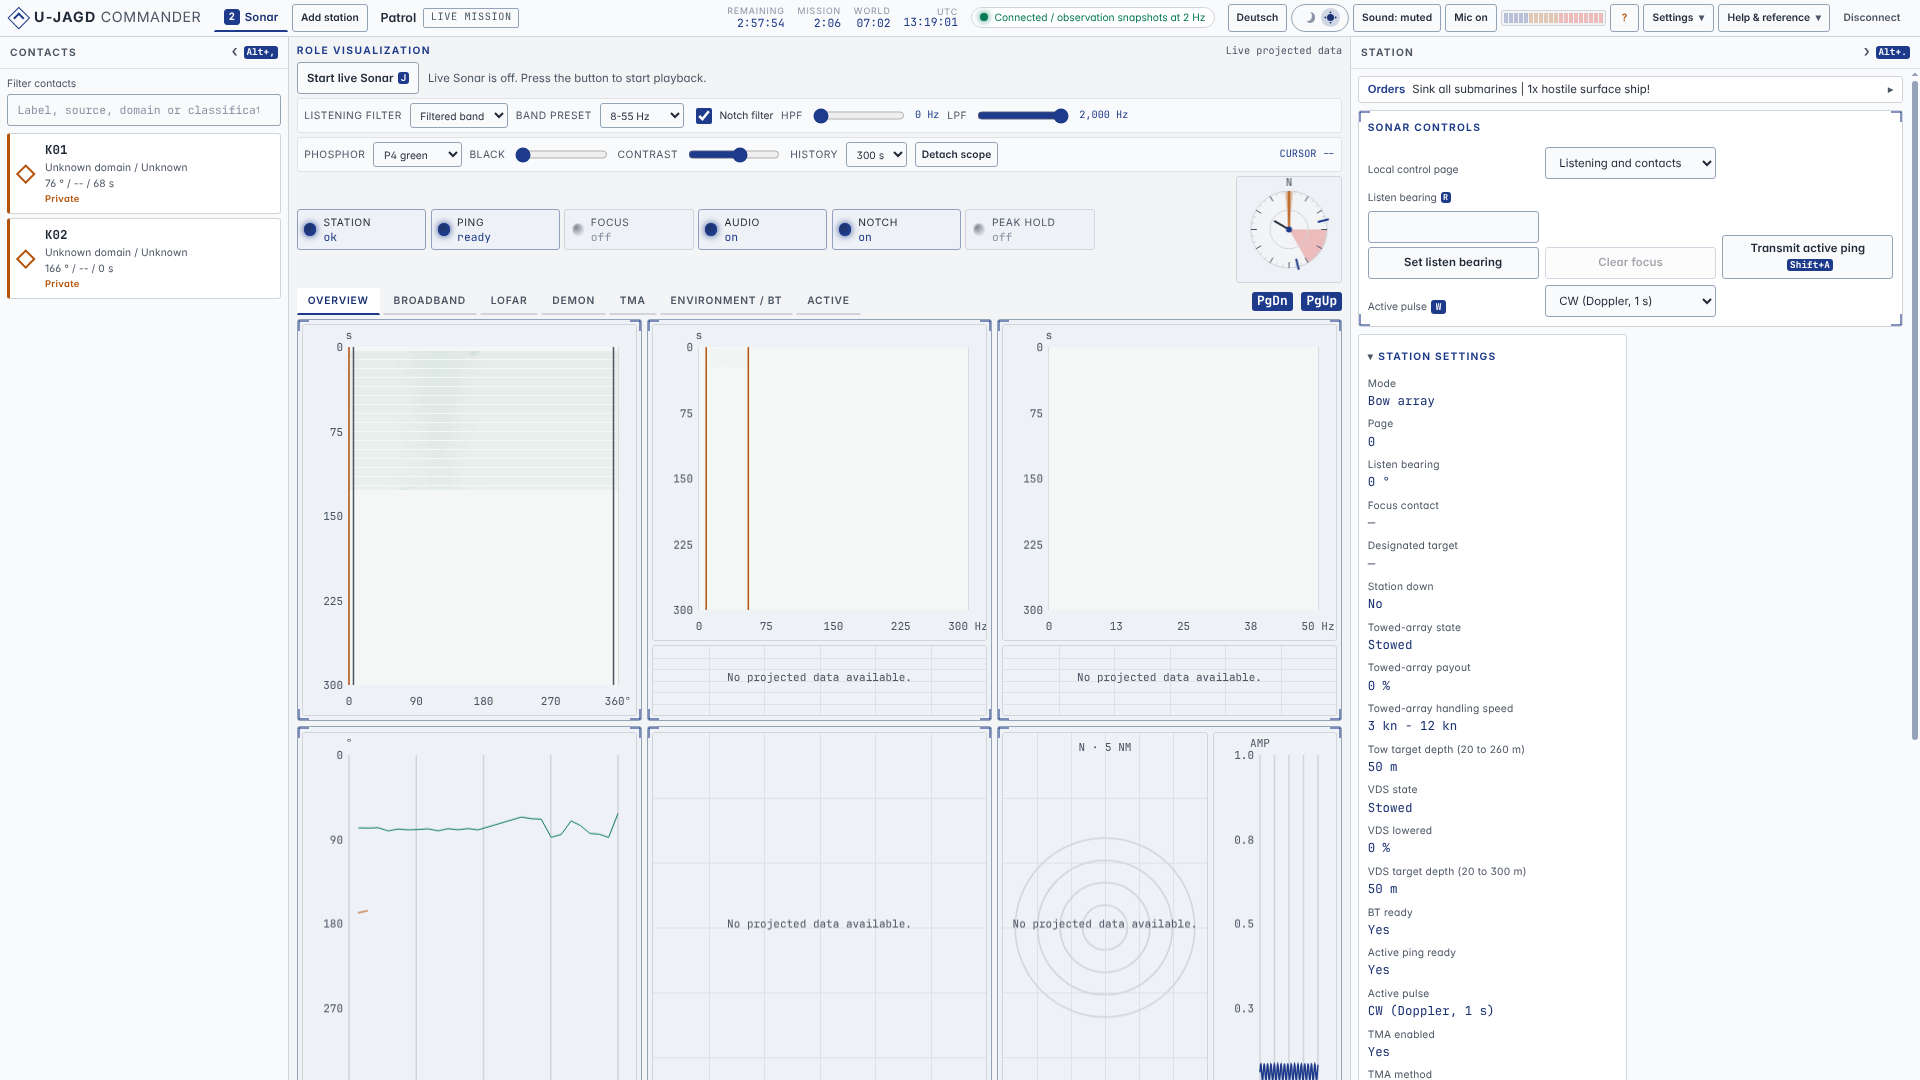 U-JAGD COMMANDER
2 Sonar
Add station
Patrol
LIVE MISSION
REMAINING
2:57:54
MISSION
2:06
WORLD
07:02
UTC
13:19:01
Connected / observation snapshots at 2 Hz
Deutsch
Sound: muted
Mic on
?
Settings ▾
Help & reference ▾
Disconnect
CONTACTS
Alt+,
Filter contacts
Label, source, domain or classificat
K01
Unknown domain / Unknown
76 ° / -- / 68 s
Private
K02
Unknown domain / Unknown
166 ° / -- / 0 s
Private
ROLE VISUALIZATION
Live projected data
Start live Sonar J
Live Sonar is off. Press the button to start playback.
LISTENING FILTER
Filtered band
BAND PRESET
8-55 Hz
Notch filter
HPF
0 Hz
LPF
2,000 Hz
PHOSPHOR
P4 green
BLACK
CONTRAST
HISTORY
300 s
Detach scope
CURSOR --
STATION
ok
PING
ready
FOCUS
off
AUDIO
on
NOTCH
on
PEAK HOLD
off
N
OVERVIEW
BROADBAND
LOFAR
DEMON
TMA
ENVIRONMENT / BT
ACTIVE
PgDn
PgUp
s
0
75
150
225
300
0 90 180 270 360°
s
0
75
150
225
300
0 75 150 225 300 Hz
No projected data available.
s
0
75
150
225
300
0 13 25 38 50 Hz
No projected data available.
°
0
90
180
270
No projected data available.
N · 5 NM
No projected data available.
AMP
1.0
0.8
0.5
0.3
STATION
Alt+.
Orders Sink all submarines | 1x hostile surface ship!
SONAR CONTROLS
Local control page
Listening and contacts
Listen bearing R
Set listen bearing
Clear focus
Transmit active ping
Shift+A
Active pulse W
CW (Doppler, 1 s)
▾ STATION SETTINGS
Mode
Bow array
Page
0
Listen bearing
0 °
Focus contact
—
Designated target
—
Station down
No
Towed-array state
Stowed
Towed-array payout
0 %
Towed-array handling speed
3 kn - 12 kn
Tow target depth (20 to 260 m)
50 m
VDS state
Stowed
VDS lowered
0 %
VDS target depth (20 to 300 m)
50 m
BT ready
Yes
Active ping ready
Yes
Active pulse
CW (Doppler, 1 s)
TMA enabled
Yes
TMA method